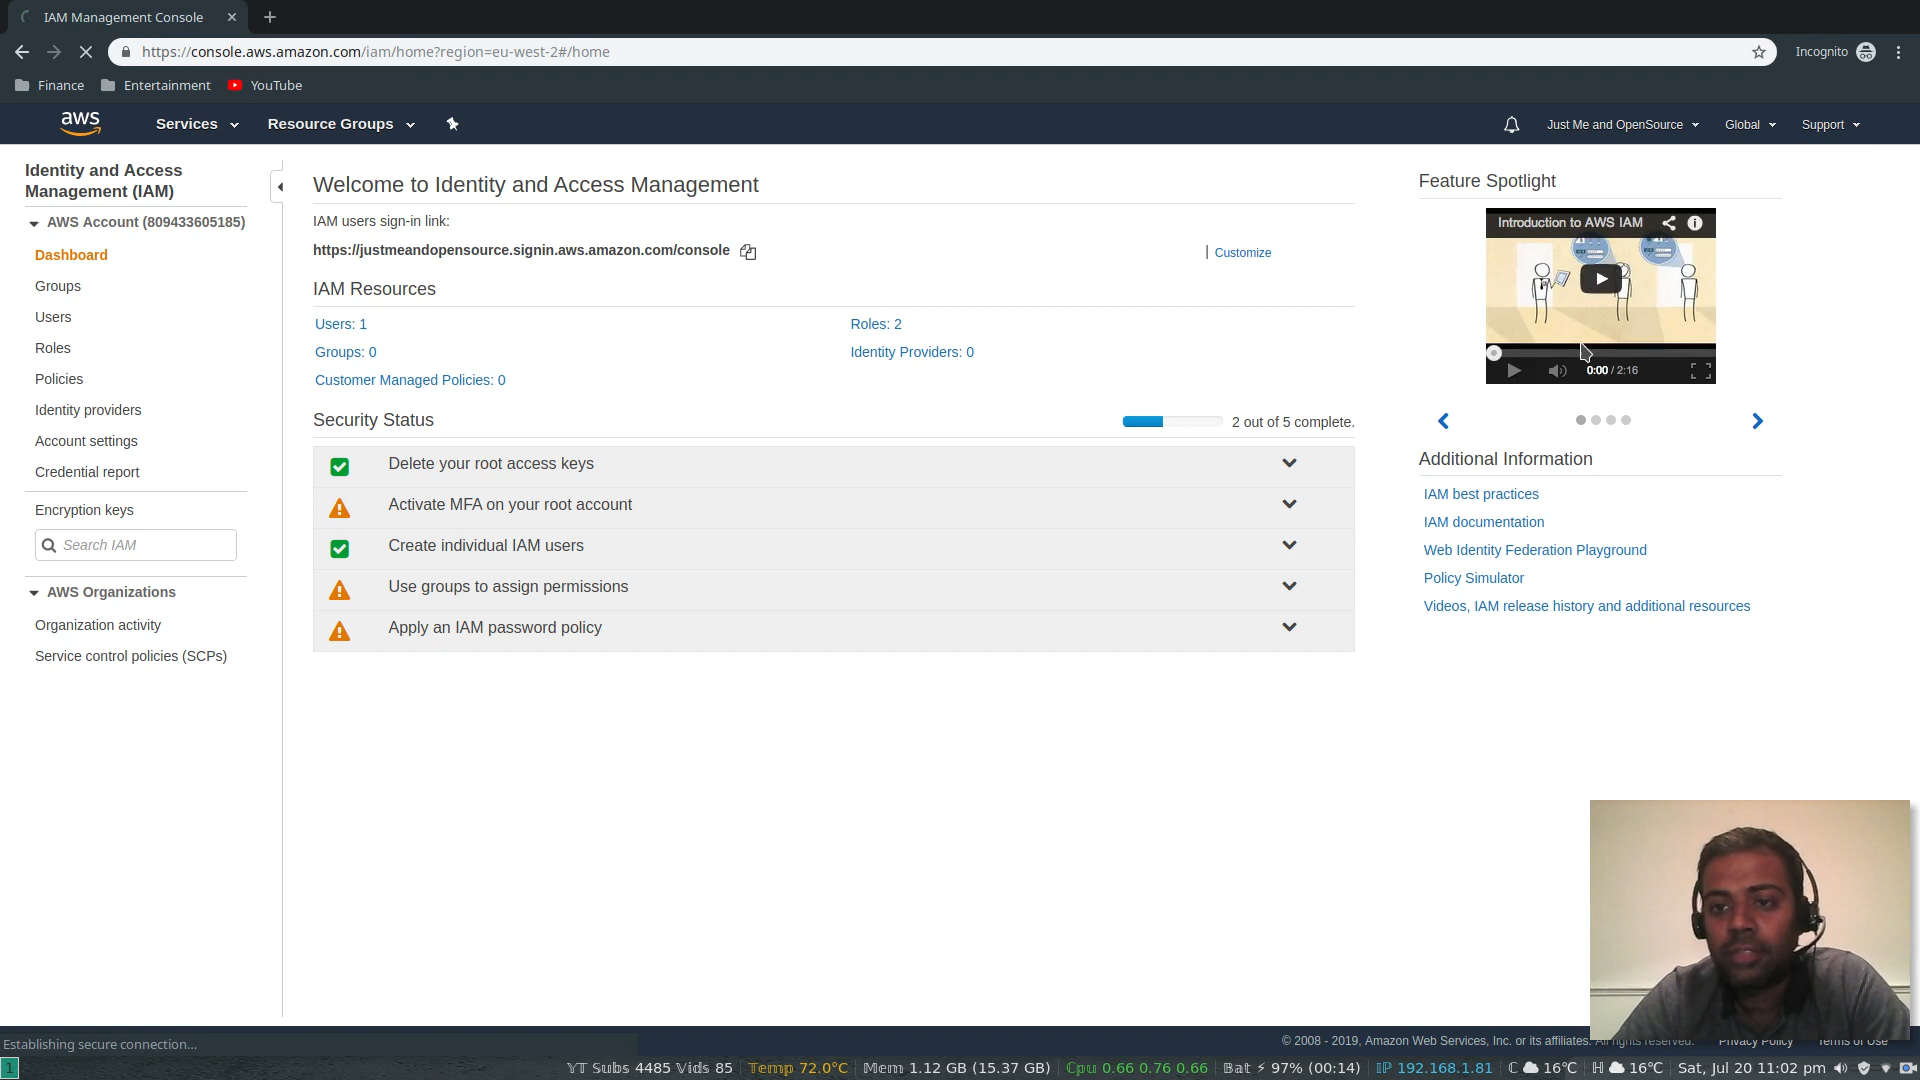 IAM Management Console
https://console.aws.amazon.com/iam/home?region=eu-west-2#/home
Incognito
Finance
Entertainment
YouTube
aws
Services
Resource Groups
Just Me and OpenSource
Global
Support
Identity and Access
Management (IAM)
AWS Account (809433605185)
Dashboard
Groups
Users
Roles
Policies
Identity providers
Account settings
Credential report
Encryption keys
Search IAM
AWS Organizations
Organization activity
Service control policies (SCPs)
Welcome to Identity and Access Management
IAM users sign-in link:
https://justmeandopensource.signin.aws.amazon.com/console
| Customize
IAM Resources
Users: 1
Roles: 2
Groups: 0
Identity Providers: 0
Customer Managed Policies: 0
Security Status
2 out of 5 complete.
Delete your root access keys
Activate MFA on your root account
Create individual IAM users
Use groups to assign permissions
Apply an IAM password policy
Feature Spotlight
Introduction to AWS IAM
0:00 / 2:16
Additional Information
IAM best practices
IAM documentation
Web Identity Federation Playground
Policy Simulator
Videos, IAM release history and additional resources
Establishing secure connection...
© 2008 - 2019, Amazon Web Services, Inc. or its affiliates. All rights reserved.
Privacy Policy
Terms of Use
1
YT Subs 4485 Vids 85
Temp 72.0°C
Mem 1.12 GB (15.37 GB)
Cpu 0.66 0.76 0.66
Bat ⚡ 97% (00:14)
IP 192.168.1.81
C 16°C
H 16°C
Sat, Jul 20 11:02 pm